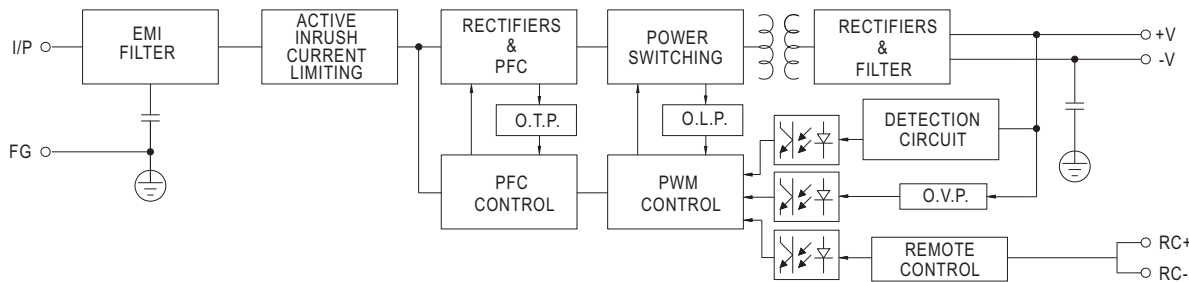 I/P
EMI
FILTER
ACTIVE
INRUSH
CURRENT
LIMITING
RECTIFIERS
&
PFC
POWER
SWITCHING
RECTIFIERS
&
FILTER
+V
-V
O.T.P.
O.L.P.
DETECTION
CIRCUIT
FG
PFC
CONTROL
PWM
CONTROL
O.V.P.
REMOTE
CONTROL
RC+
RC-